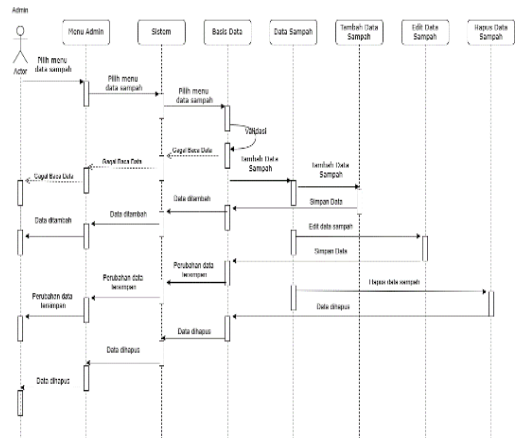 Admin
Menu Admin
Sistem
Basis Data
Data Sampah
Tambah Data
Sampah
Edit Data
Sampah
Hapus Data
Sampah
Actor
Pilih menu
data sampah
Pilih menu
data sampah
Pilih menu
data sampah
Validasi
Gagal Baca Data
Gagal Baca Data
Gagal Baca Data
Tambah Data
Sampah
Tambah Data
Sampah
Simpan Data
Data ditambah
Data ditambah
Data ditambah
Edit data sampah
Simpan Data
Perubahan data
tersimpan
Perubahan data
tersimpan
Perubahan data
tersimpan
Hapus data sampah
Data dihapus
Data dihapus
Data dihapus
Data dihapus